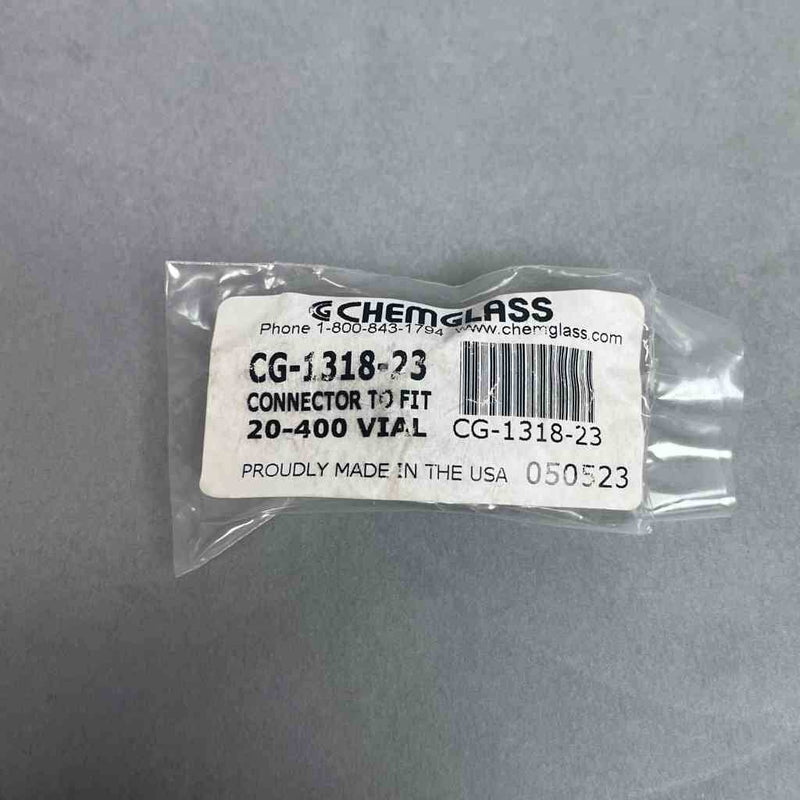 CHEMGLASS
Phone 1-800-843-1794 www.chemglass.com
CG-1318-23
CONNECTOR TO FIT
20-400 VIAL
CG-1318-23
PROUDLY MADE IN THE USA 050523